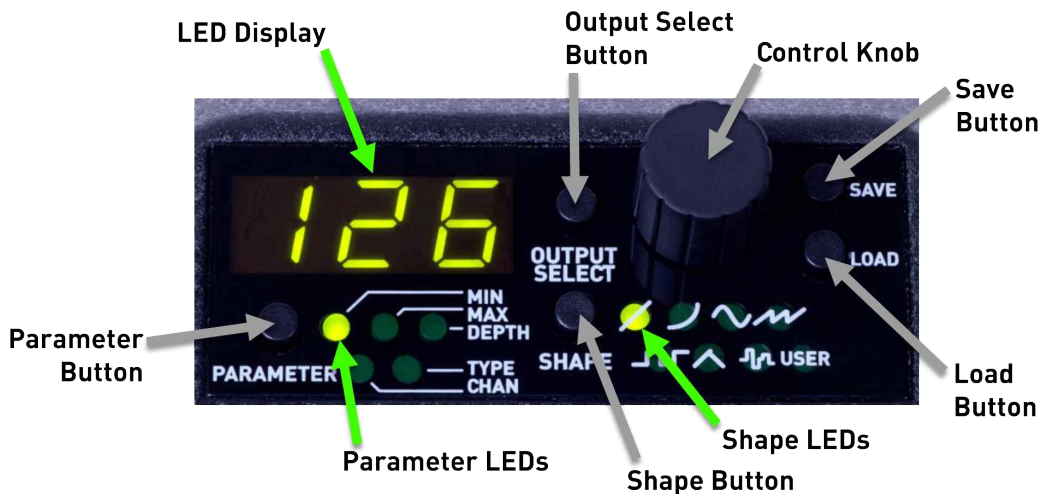 LED Display
Output Select
Button
Control Knob
Save
Button
126
SAVE
OUTPUT
SELECT
LOAD
MIN
MAX
DEPTH
PARAMETER
TYPE
CHAN
SHAPE
USER
Parameter
Button
Load
Button
Parameter LEDs
Shape LEDs
Shape Button